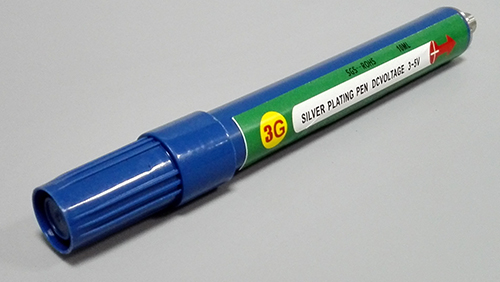 SGS ROHS 10ML
3G SILVER PLATING PEN DCVOLTAGE 3-5V